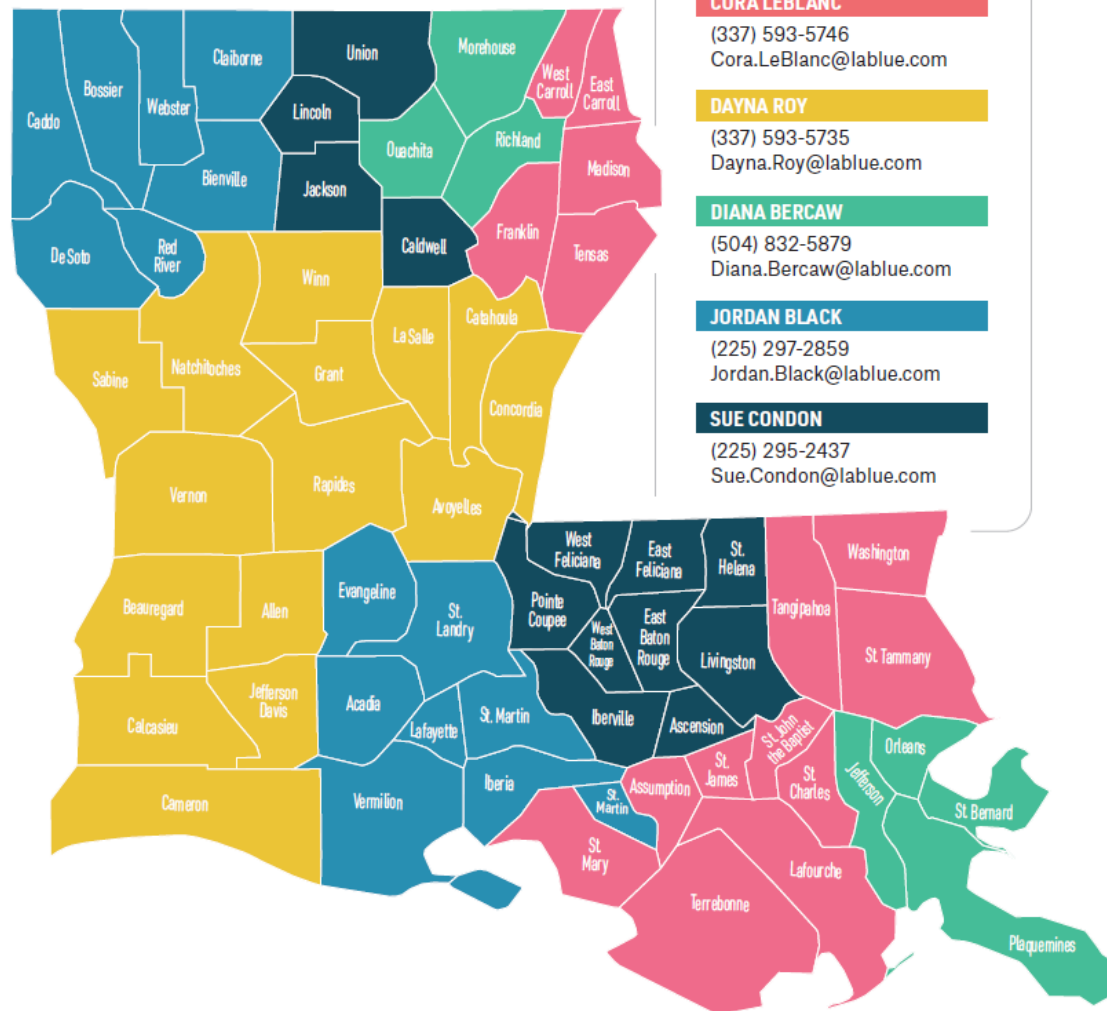 CORA LEBLANC
(337) 593-5746
Cora.LeBlanc@lablue.com
DAYNA ROY
(337) 593-5735
Dayna.Roy@lablue.com
DIANA BERCAW
(504) 832-5879
Diana.Bercaw@lablue.com
JORDAN BLACK
(225) 297-2859
Jordan.Black@lablue.com
SUE CONDON
(225) 295-2437
Sue.Condon@lablue.com
Caddo
Bossier
Webster
Claiborne
Union
Morehouse
West
Carroll
East
Carroll
Lincoln
Ouachita
Richland
Madison
Bienville
Jackson
Franklin
Tensas
De Soto
Red
River
Caldwell
Winn
Catahoula
La Salle
Natchitoches
Grant
Sabine
Concordia
Vernon
Rapides
Avoyelles
West
Feliciana
East
Feliciana
St.
Helena
Washington
Beauregard
Allen
Evangeline
St.
Landry
Pointe
Coupee
West
Baton
Rouge
East
Baton
Rouge
Livingston
Tangipahoa
St. Tammany
Calcasieu
Jefferson
Davis
Acadia
Lafayette
St. Martin
Iberville
Ascension
St. John
the Baptist
Orleans
Cameron
Vermilion
Iberia
St.
Martin
Assumption
St.
James
St.
Charles
Jefferson
St. Bernard
St.
Mary
Lafourche
Terrebonne
Plaquemines